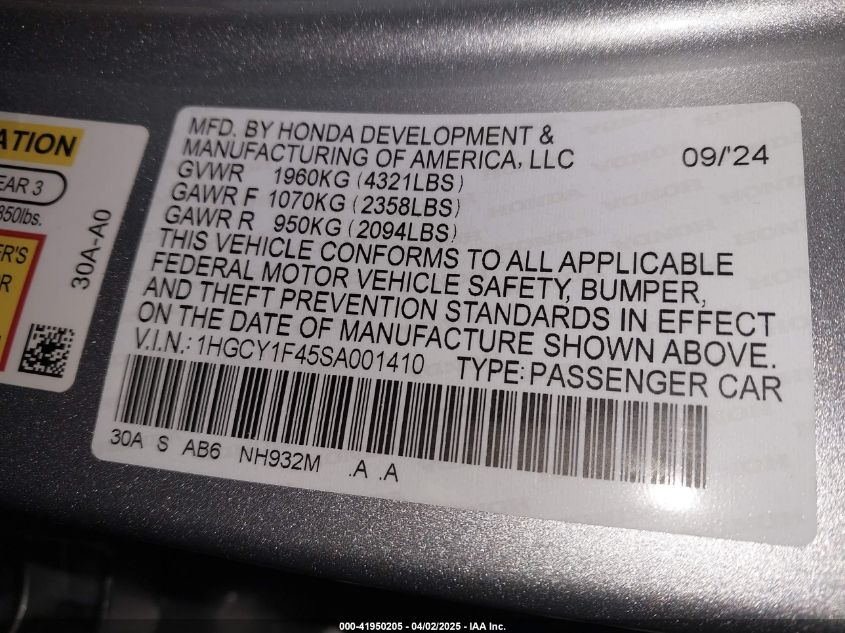 ATION
EAR 3
850lbs.
ER'S
OR
30A-A0
MFD. BY HONDA DEVELOPMENT &
MANUFACTURING OF AMERICA, LLC 09/'24
GVWR 1960KG (4321LBS)
GAWR F 1070KG (2358LBS)
GAWR R 950KG (2094LBS)
THIS VEHICLE CONFORMS TO ALL APPLICABLE
FEDERAL MOTOR VEHICLE SAFETY, BUMPER,
AND THEFT PREVENTION STANDARDS IN EFFECT
ON THE DATE OF MANUFACTURE SHOWN ABOVE.
V.I.N.: 1HGCY1F45SA001410 TYPE: PASSENGER CAR
30A S AB6 NH932M .A .A
000-41950205 - 04/02/2025 - IAA Inc.